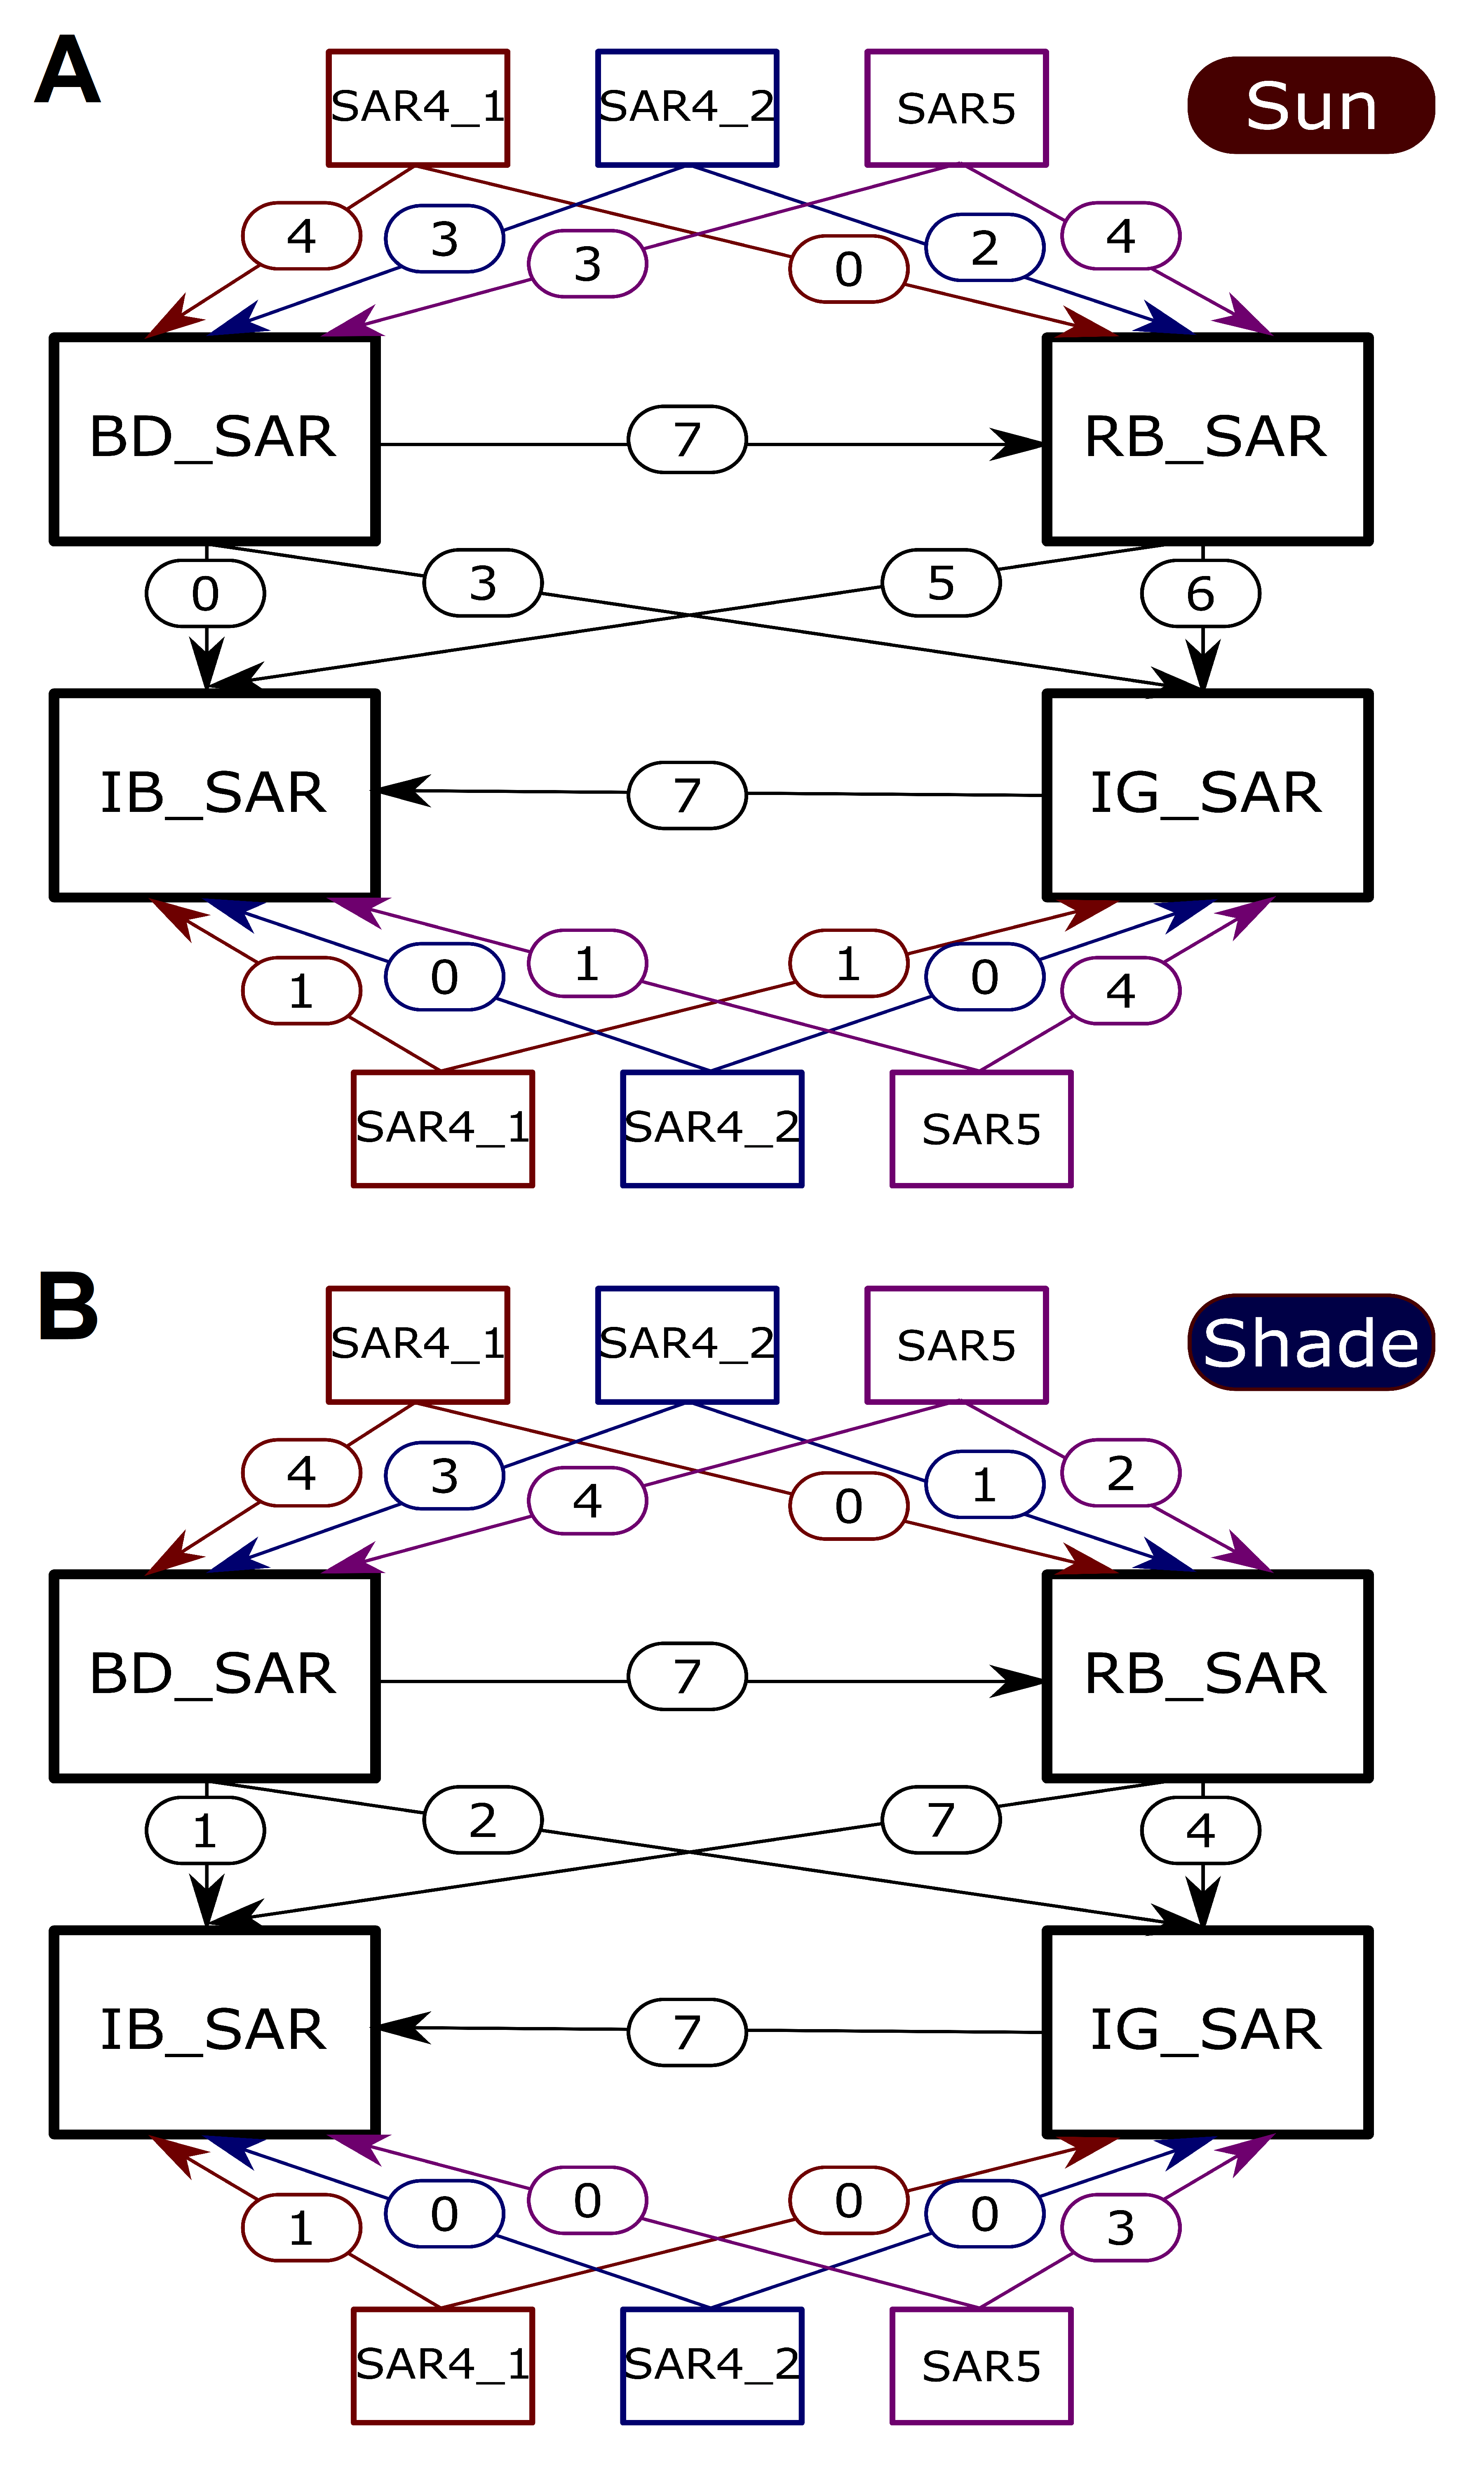 A
SAR4_1 SAR4_2 SAR5 Sun
4 3 3 0 2 4
BD_SAR 7 RB_SAR
0 3 5 6
IB_SAR 7 IG_SAR
1 0 1 1 0 4
SAR4_1 SAR4_2 SAR5
B
SAR4_1 SAR4_2 SAR5 Shade
4 3 4 0 1 2
BD_SAR 7 RB_SAR
1 2 7 4
IB_SAR 7 IG_SAR
1 0 0 0 0 3
SAR4_1 SAR4_2 SAR5